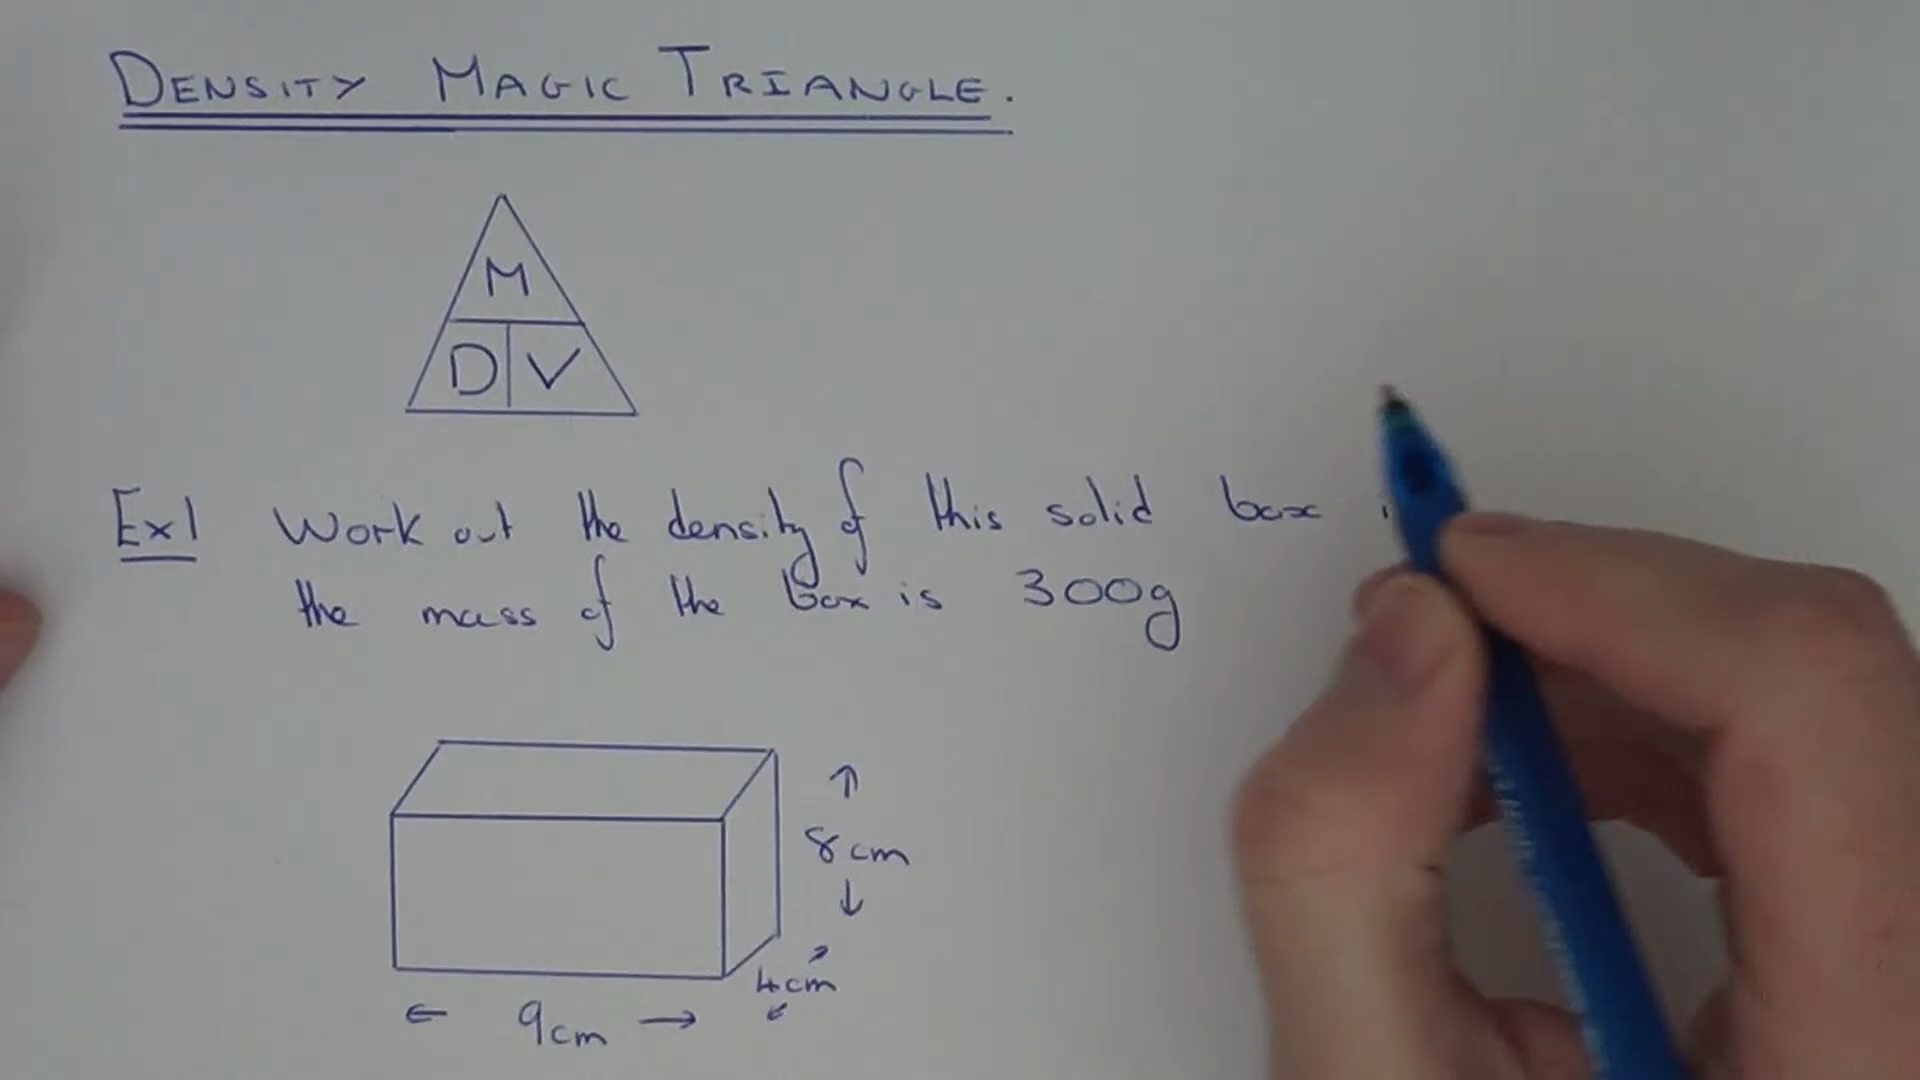 DENSITY MAGIC TRIANGLE.
M
D V
Ex1 Work out the density of this solid box
the mass of the box is 300g
8cm
4cm
9cm